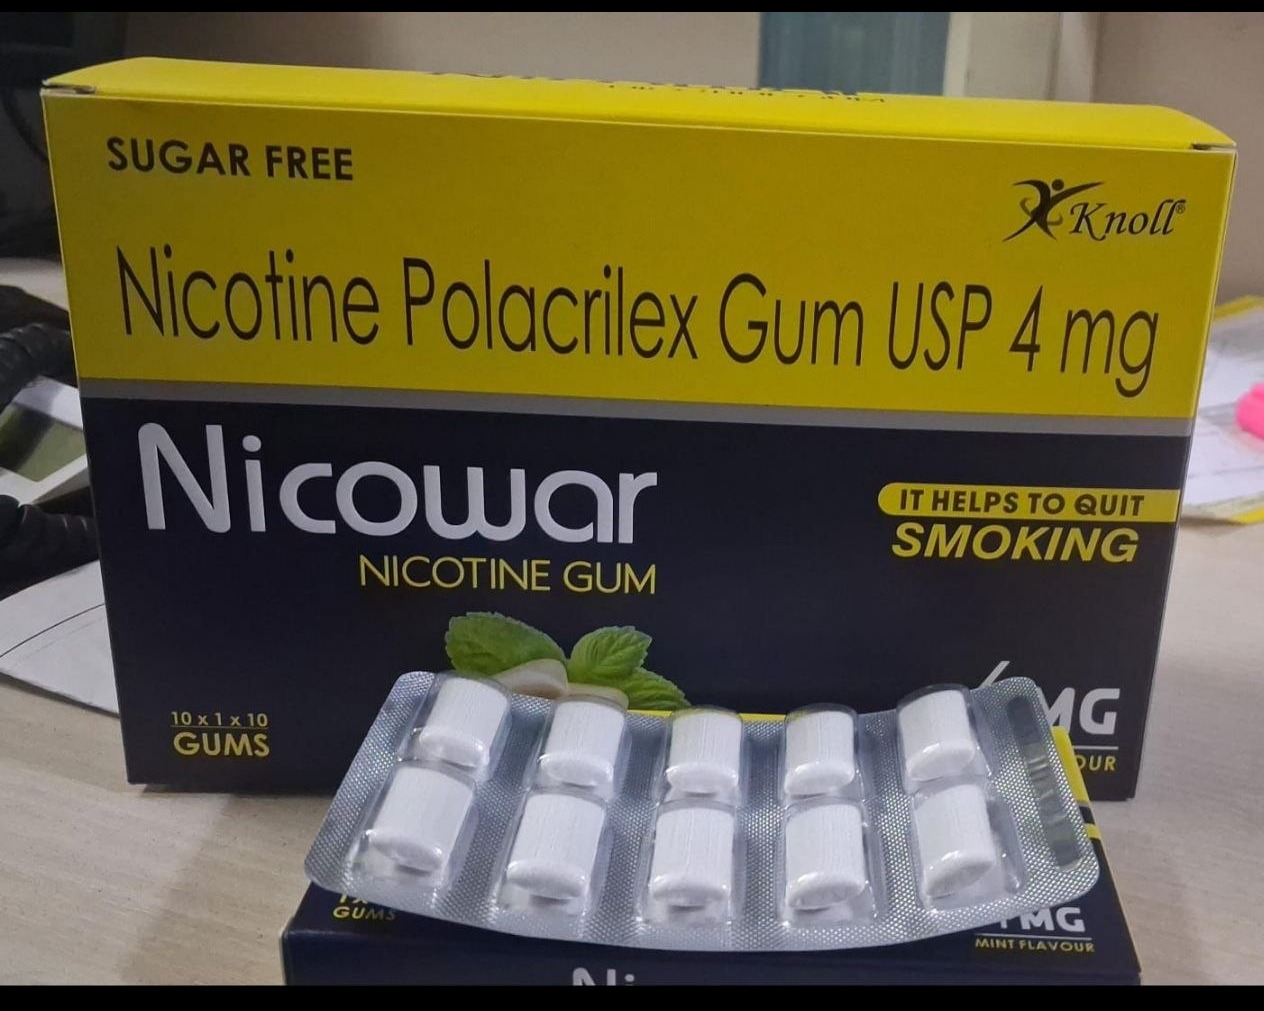 SUGAR FREE
Knoll®
Nicotine Polacrilex Gum USP 4 mg
Nicowar
NICOTINE GUM
IT HELPS TO QUIT
SMOKING
10 x 1 x 10
GUMS
MG
GUMS
MG
MINT FLAVOUR